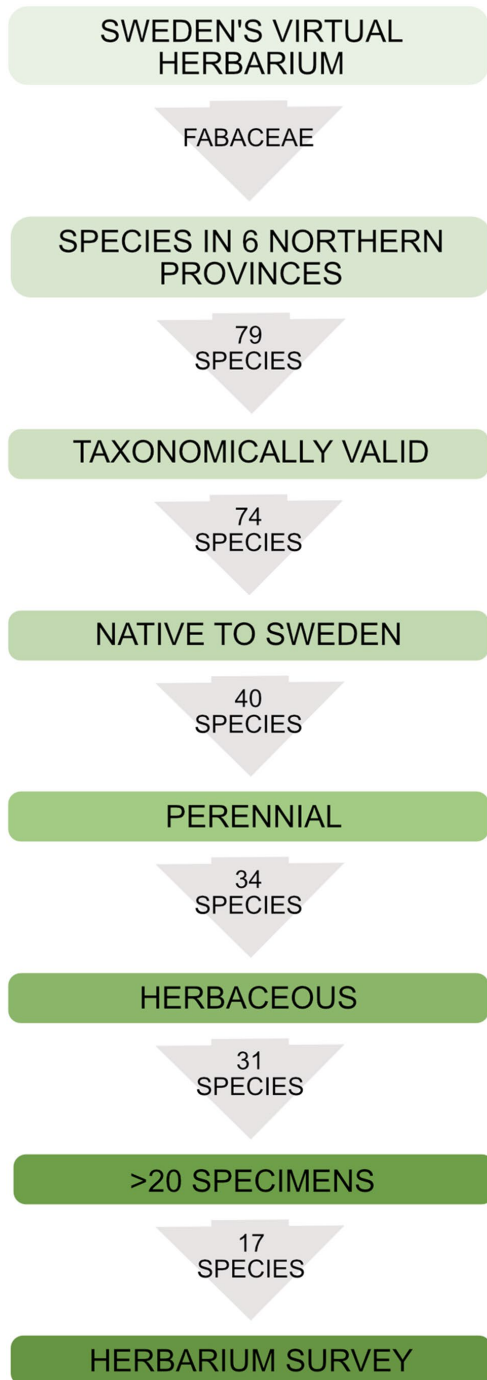 SWEDEN'S VIRTUAL
HERBARIUM
FABACEAE
SPECIES IN 6 NORTHERN
PROVINCES
79
SPECIES
TAXONOMICALLY VALID
74
SPECIES
NATIVE TO SWEDEN
40
SPECIES
PERENNIAL
34
SPECIES
HERBACEOUS
31
SPECIES
>20 SPECIMENS
17
SPECIES
HERBARIUM SURVEY